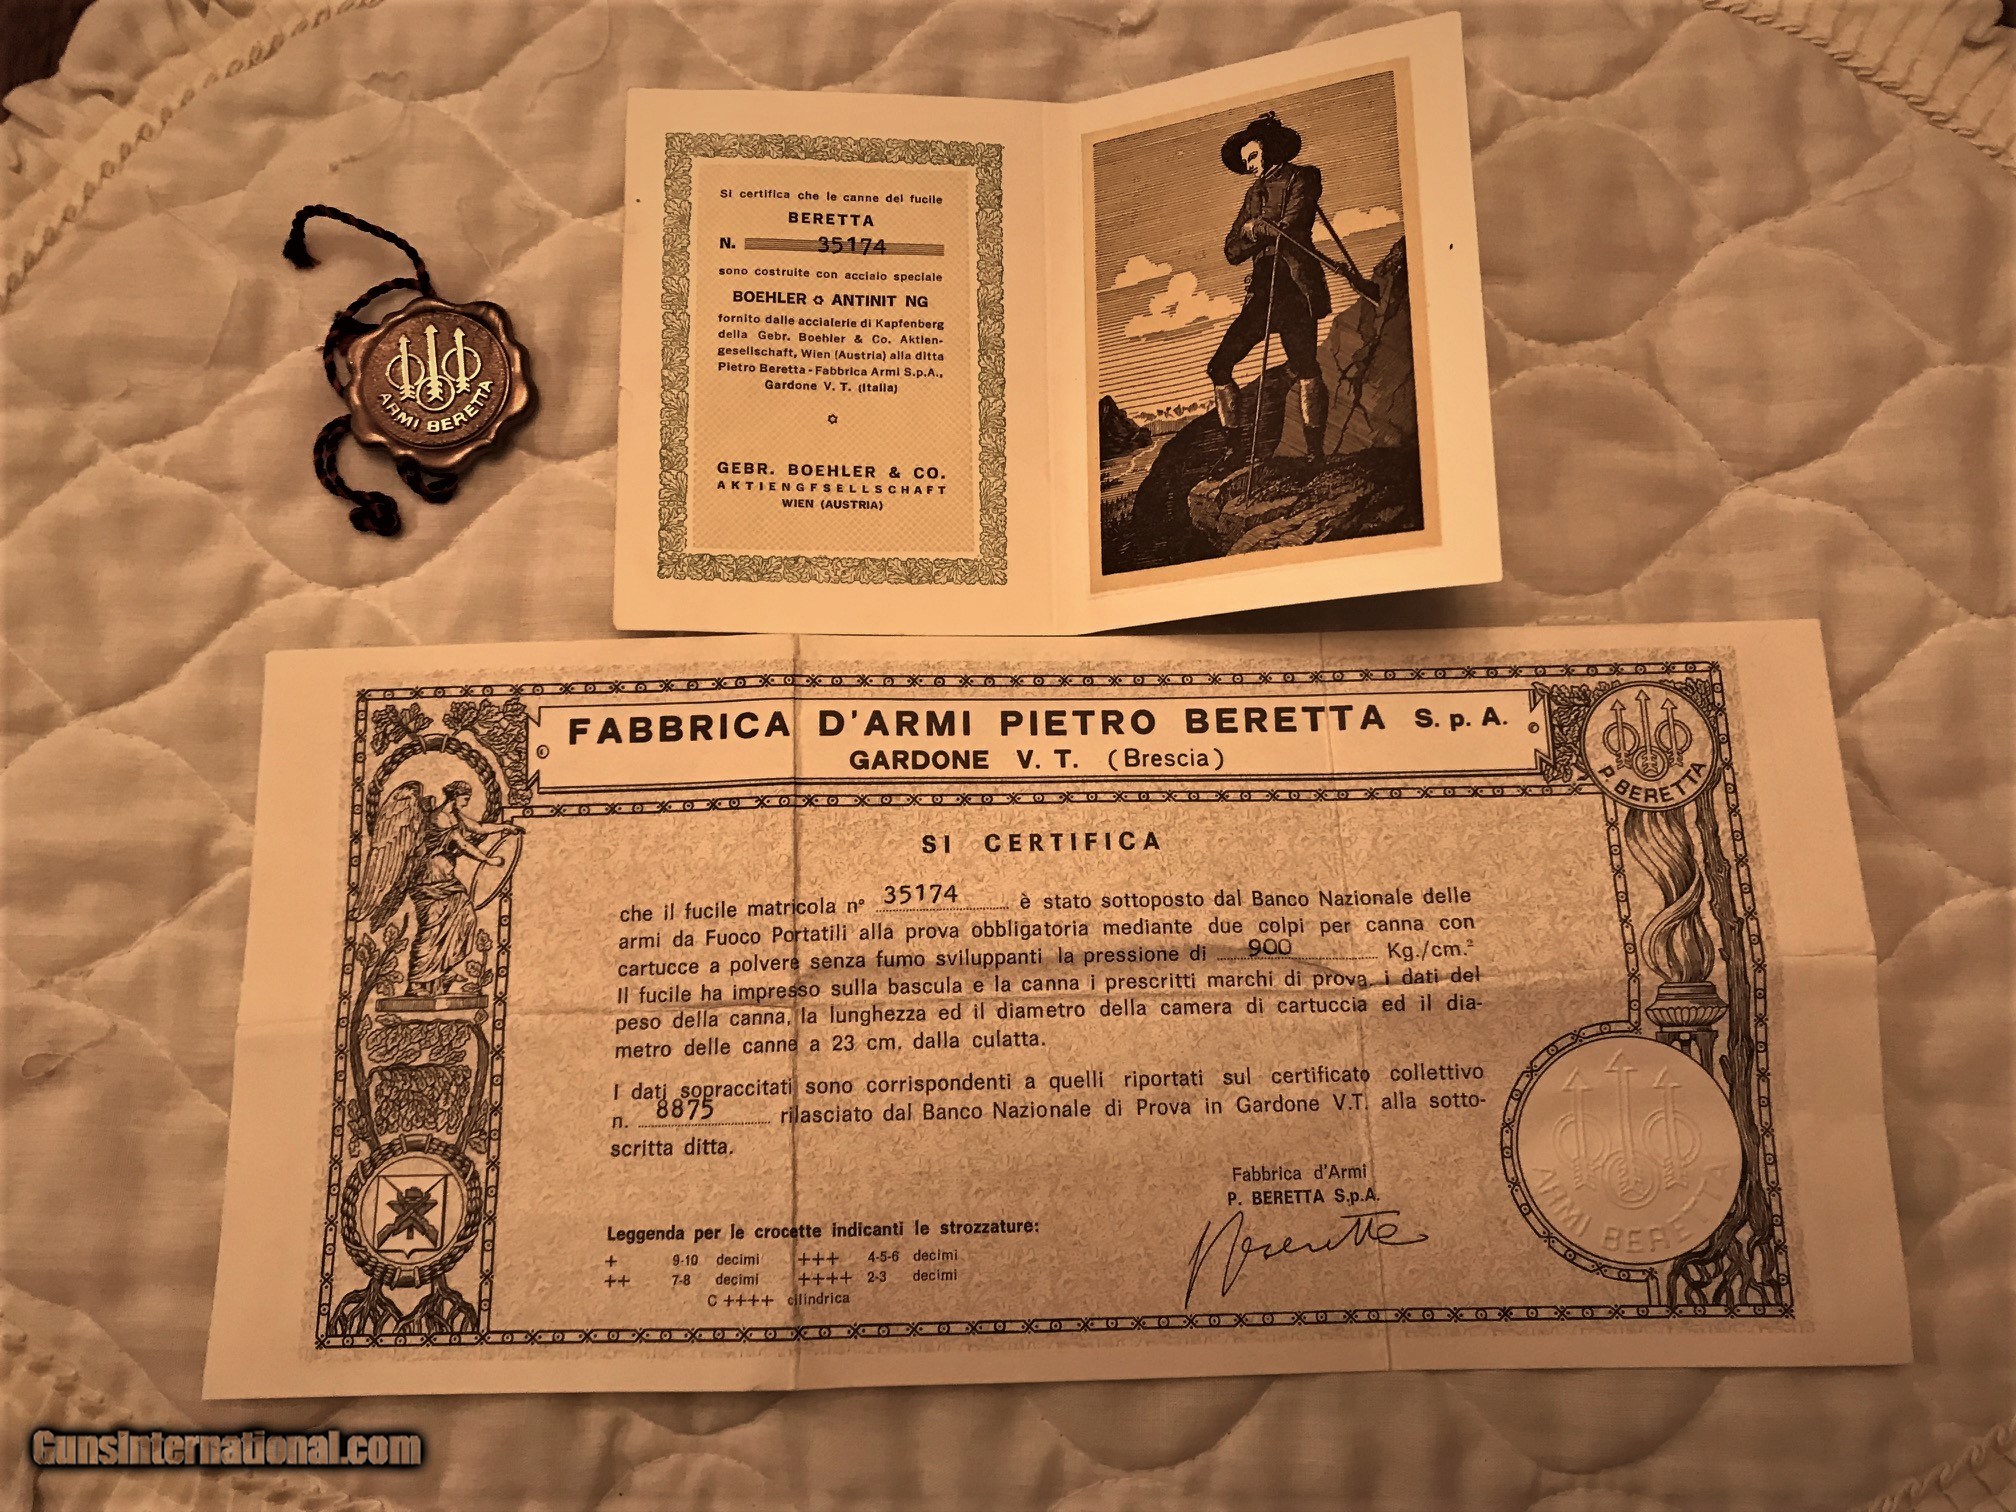 Si certifica che le canne del fucile
BERETTA
N. 35174
sono costruite con acciaio speciale
BOEHLER ✡ ANTINIT NG
fornito dalle acciaierie di Kapfenberg
della Gebr. Boehler & Co. Aktien-
gesellschaft, Wien (Austria) alla ditta
Pietro Beretta - Fabbrica Armi S.p.A.,
Gardone V. T. (Italia)
GEBR. BOEHLER & CO.
AKTIENGFSELLSCHAFT
WIEN (AUSTRIA)
ARMI BERETTA
FABBRICA D'ARMI PIETRO BERETTA S. p. A.
GARDONE V. T. (Brescia)
P. BERETTA
SI CERTIFICA
che il fucile matricola n° 35174 è stato sottoposto dal Banco Nazionale delle
armi da Fuoco Portatili alla prova obbligatoria mediante due colpi per canna con
cartucce a polvere senza fumo sviluppanti la pressione di 900 Kg./cm.²
Il fucile ha impresso sulla bascula e la canna i prescritti marchi di prova, i dati del
peso della canna, la lunghezza ed il diametro della camera di cartuccia ed il dia-
metro delle canne a 23 cm. dalla culatta.
I dati sopraccitati sono corrispondenti a quelli riportati sul certificato collettivo
n. 8875 rilasciato dal Banco Nazionale di Prova in Gardone V.T. alla sotto-
scritta ditta.
Fabbrica d'Armi
P. BERETTA S.p.A.
PBeretta
ARMI BERETTA
Leggenda per le crocette indicanti le strozzature:
+ 9-10 decimi +++ 4-5-6 decimi
++ 7-8 decimi ++++ 2-3 decimi
C ++++ cilindrica
GunsInternational.com